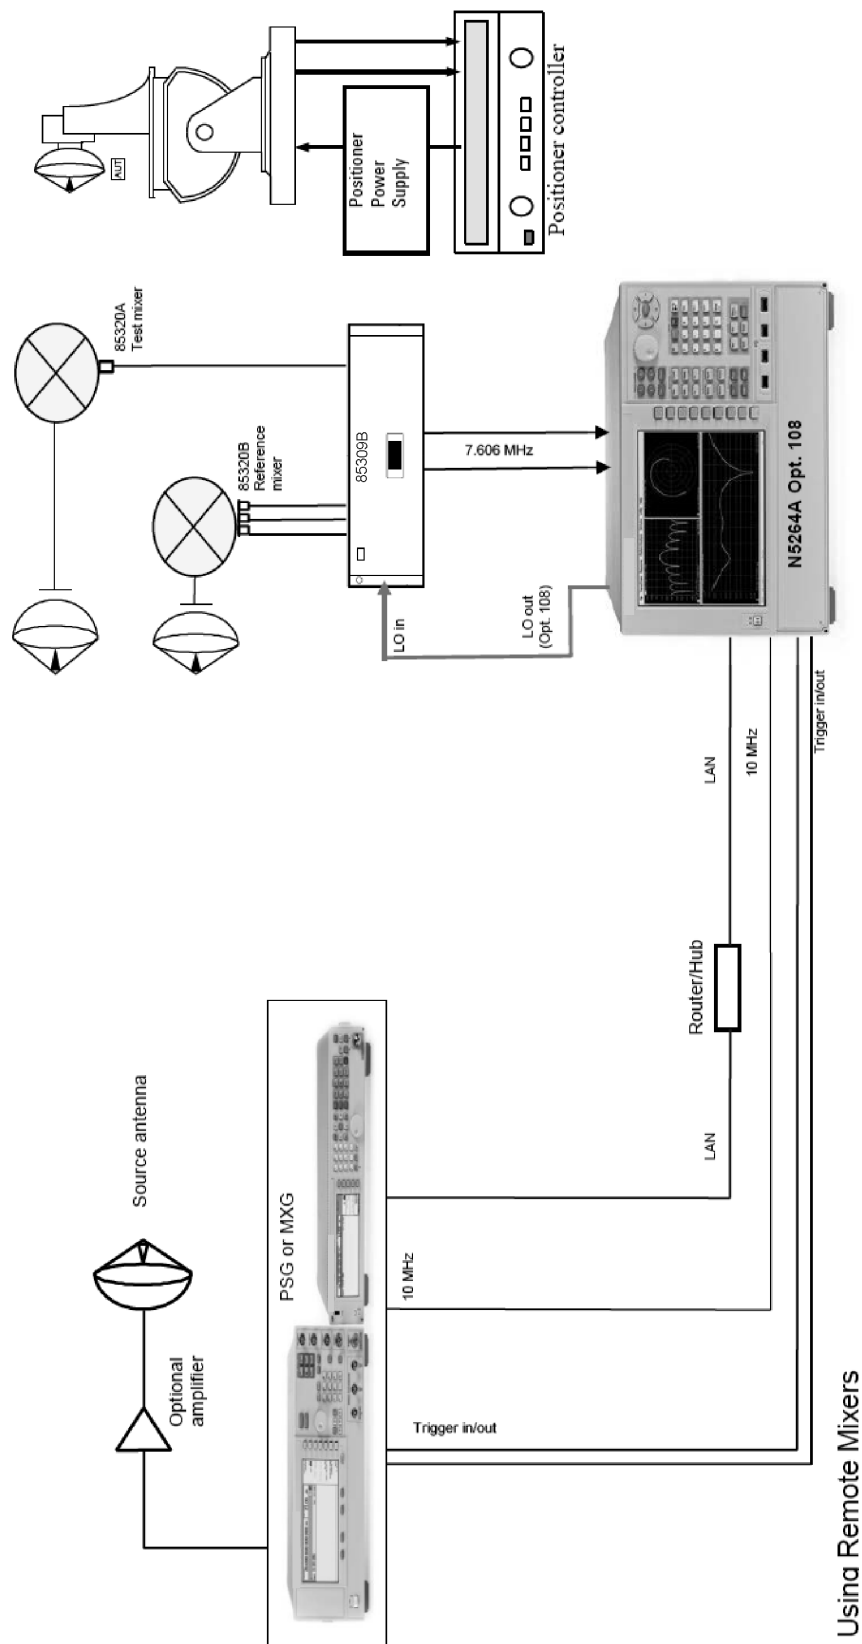 Using Remote Mixers
Source antenna
Optional
amplifier
PSG or MXG
10 MHz
Trigger in/out
LAN
Router/Hub
LAN
10 MHz
Trigger in/out
85320A
Test mixer
85320B
Reference
mixer
85309B
LO in
LO out
(Opt. 108)
7.606 MHz
N5264A Opt. 108
AUT
Positioner
Power
Supply
Positioner controller